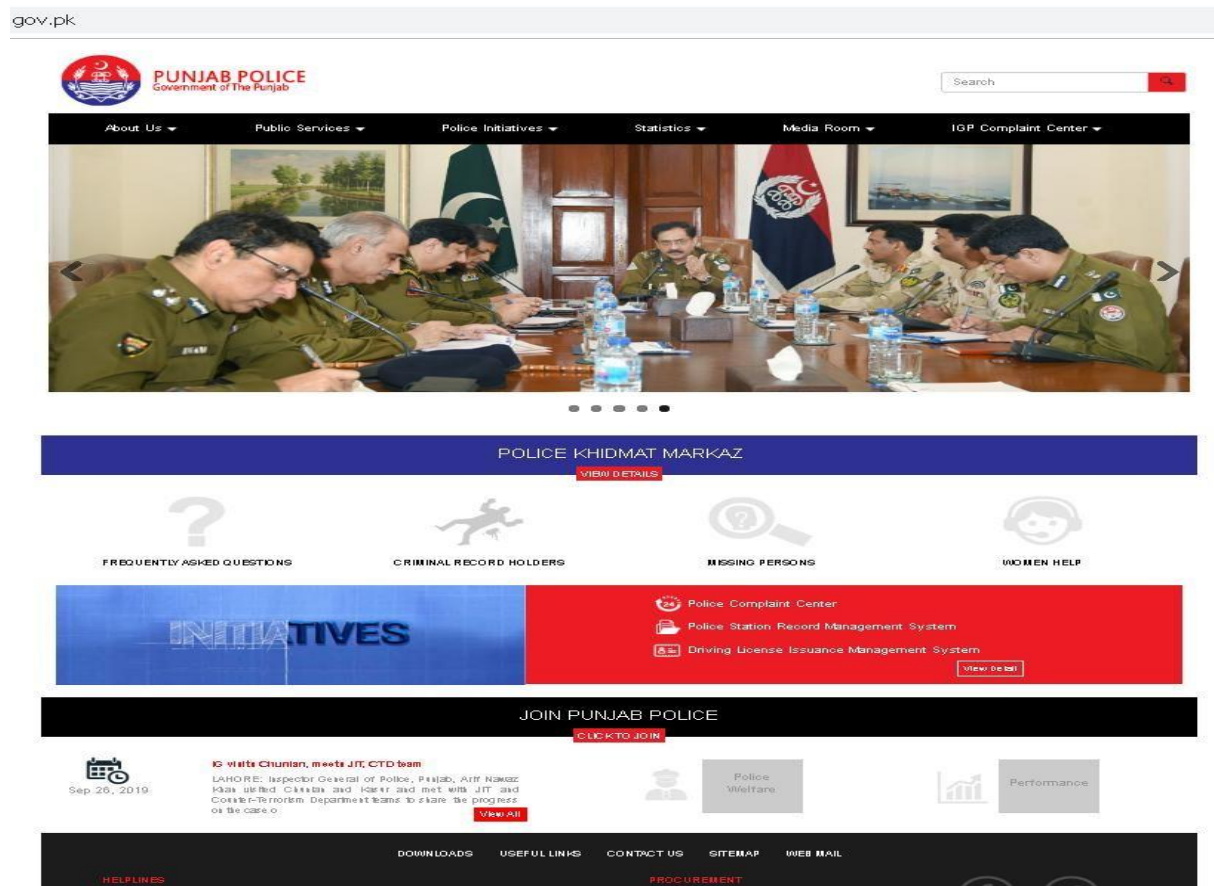 gov.pk
PUNJAB POLICE
Government of The Punjab
Search
About Us
Public Services
Police Initiatives
Statistics
Media Room
IGP Complaint Center
POLICE KHIDMAT MARKAZ
VIEW DETAILS
FREQUENTLY ASKED QUESTIONS
CRIMINAL RECORD HOLDERS
MISSING PERSONS
WOMEN HELP
INITIATIVES
Police Complaint Center
Police Station Record Management System
Driving License Issuance Management System
View Detail
JOIN PUNJAB POLICE
CLICK TO JOIN
Sep 26, 2019
IG visits Chunian, meets JIT, CTD team
LAHORE: Inspector General of Police, Punjab, Arif Nawaz
Khan visited Chunian and Kasur and met with JIT and
Counter-Terrorism Department teams to share the progress
on the case o
View All
Police
Welfare
Performance
DOWNLOADS USEFUL LINKS CONTACT US SITEMAP WEB MAIL
HELPLINES
PROCUREMENT